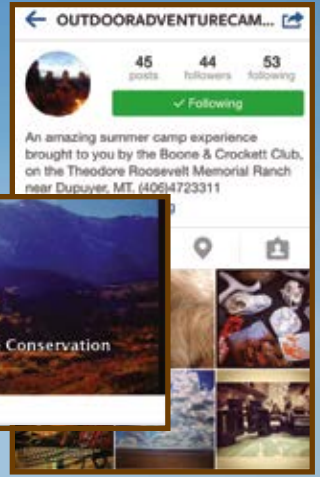 OUTDOORADVENTURECAM...
45 44 53
posts followers following
✓ Following
An amazing summer camp experience
brought to you by the Boone & Crockett Club,
on the Theodore Roosevelt Memorial Ranch
near Dupuyer, MT. (406)4723311
Conservation